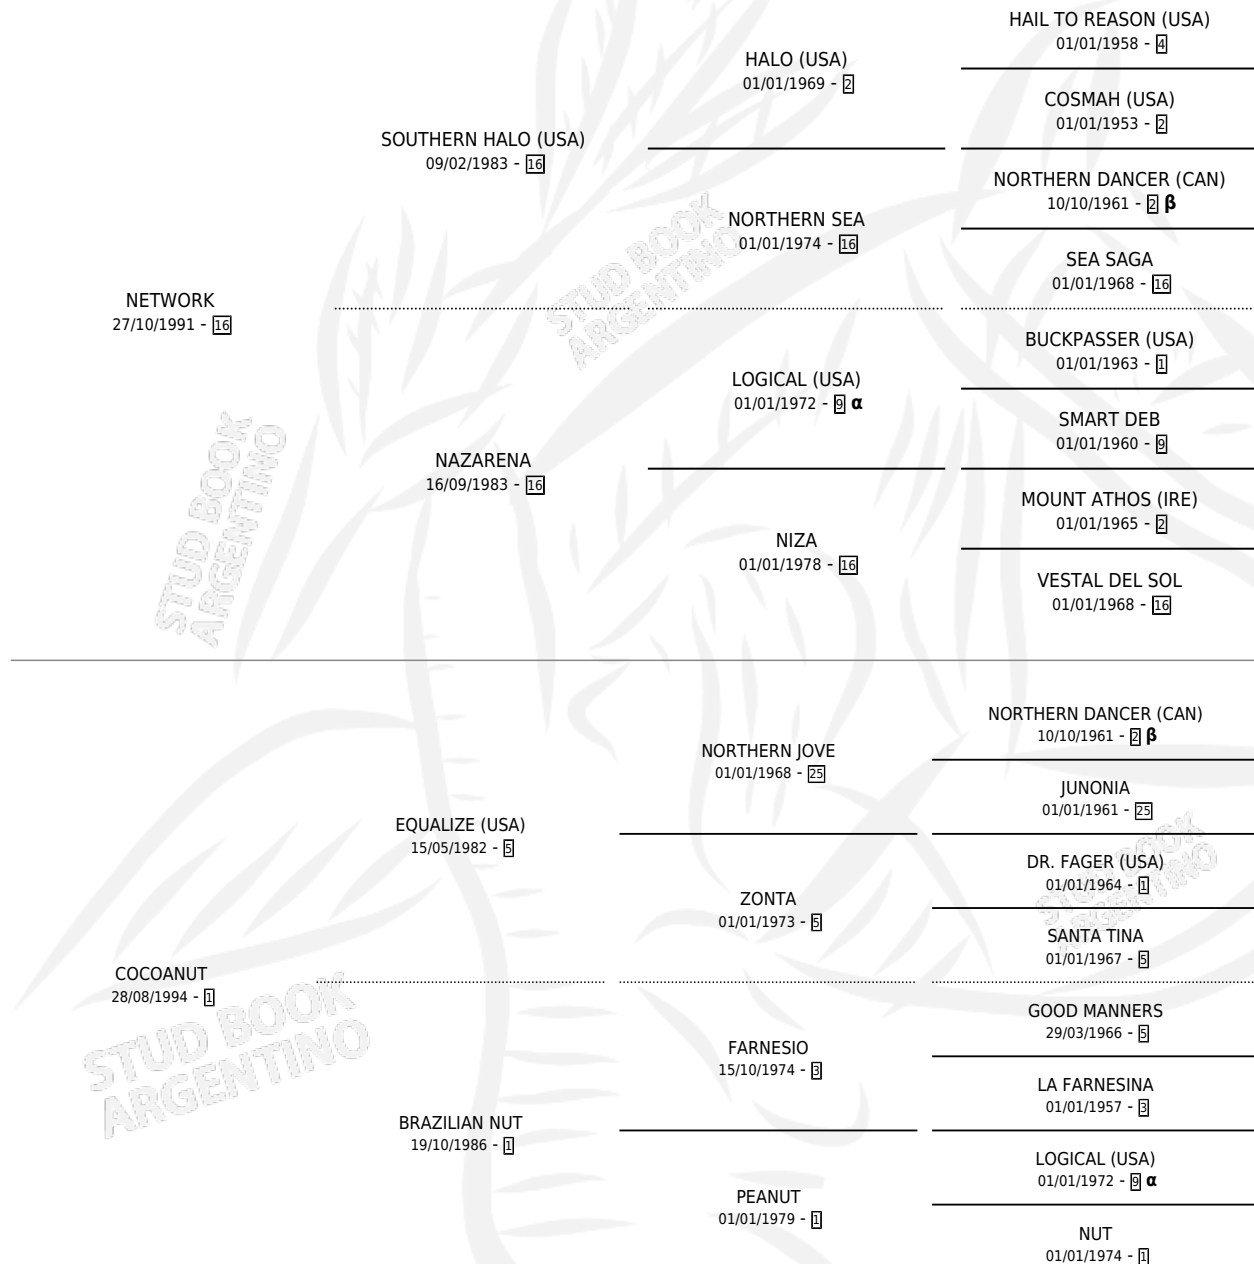 HAIL TO REASON (USA)
01/01/1958 - 4
HALO (USA)
01/01/1969 - 2
COSMAH (USA)
01/01/1953 - 2
SOUTHERN HALO (USA)
09/02/1983 - 16
NORTHERN DANCER (CAN)
10/10/1961 - 2 β
NORTHERN SEA
01/01/1974 - 16
SEA SAGA
01/01/1968 - 16
STUD BOOK
ARGENTINO
NETWORK
27/10/1991 - 16
BUCKPASSER (USA)
01/01/1963 - 1
LOGICAL (USA)
01/01/1972 - 9 α
SMART DEB
01/01/1960 - 9
NAZARENA
16/09/1983 - 16
MOUNT ATHOS (IRE)
01/01/1965 - 2
NIZA
01/01/1978 - 16
VESTAL DEL SOL
01/01/1968 - 16
STUD BOOK
ARGENTINO
NORTHERN DANCER (CAN)
10/10/1961 - 2 β
NORTHERN JOVE
01/01/1968 - 25
JUNONIA
01/01/1961 - 25
EQUALIZE (USA)
15/05/1982 - 5
DR. FAGER (USA)
01/01/1964 - 1
ZONTA
01/01/1973 - 5
SANTA TINA
01/01/1967 - 5
STUD BOOK
ARGENTINO
COCOANUT
28/08/1994 - 1
GOOD MANNERS
29/03/1966 - 5
FARNESIO
15/10/1974 - 3
LA FARNESINA
01/01/1957 - 3
BRAZILIAN NUT
19/10/1986 - 1
LOGICAL (USA)
01/01/1972 - 9 α
PEANUT
01/01/1979 - 1
NUT
01/01/1974 - 1
STUD BOOK
ARGENTINO